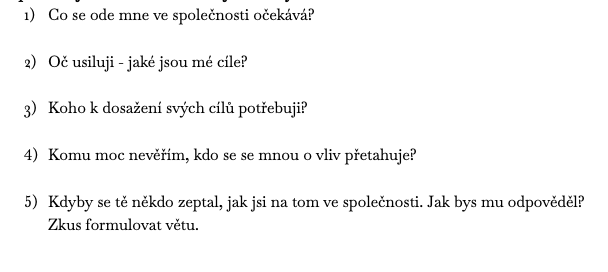 1) Co se ode mne ve společnosti očekává?
2) Oč usiluji - jaké jsou mé cíle?
3) Koho k dosažení svých cílů potřebuji?
4) Komu moc nevěřím, kdo se se mnou o vliv přetahuje?
5) Kdyby se tě někdo zeptal, jak jsi na tom ve společnosti. Jak bys mu odpověděl?
Zkus formulovat větu.